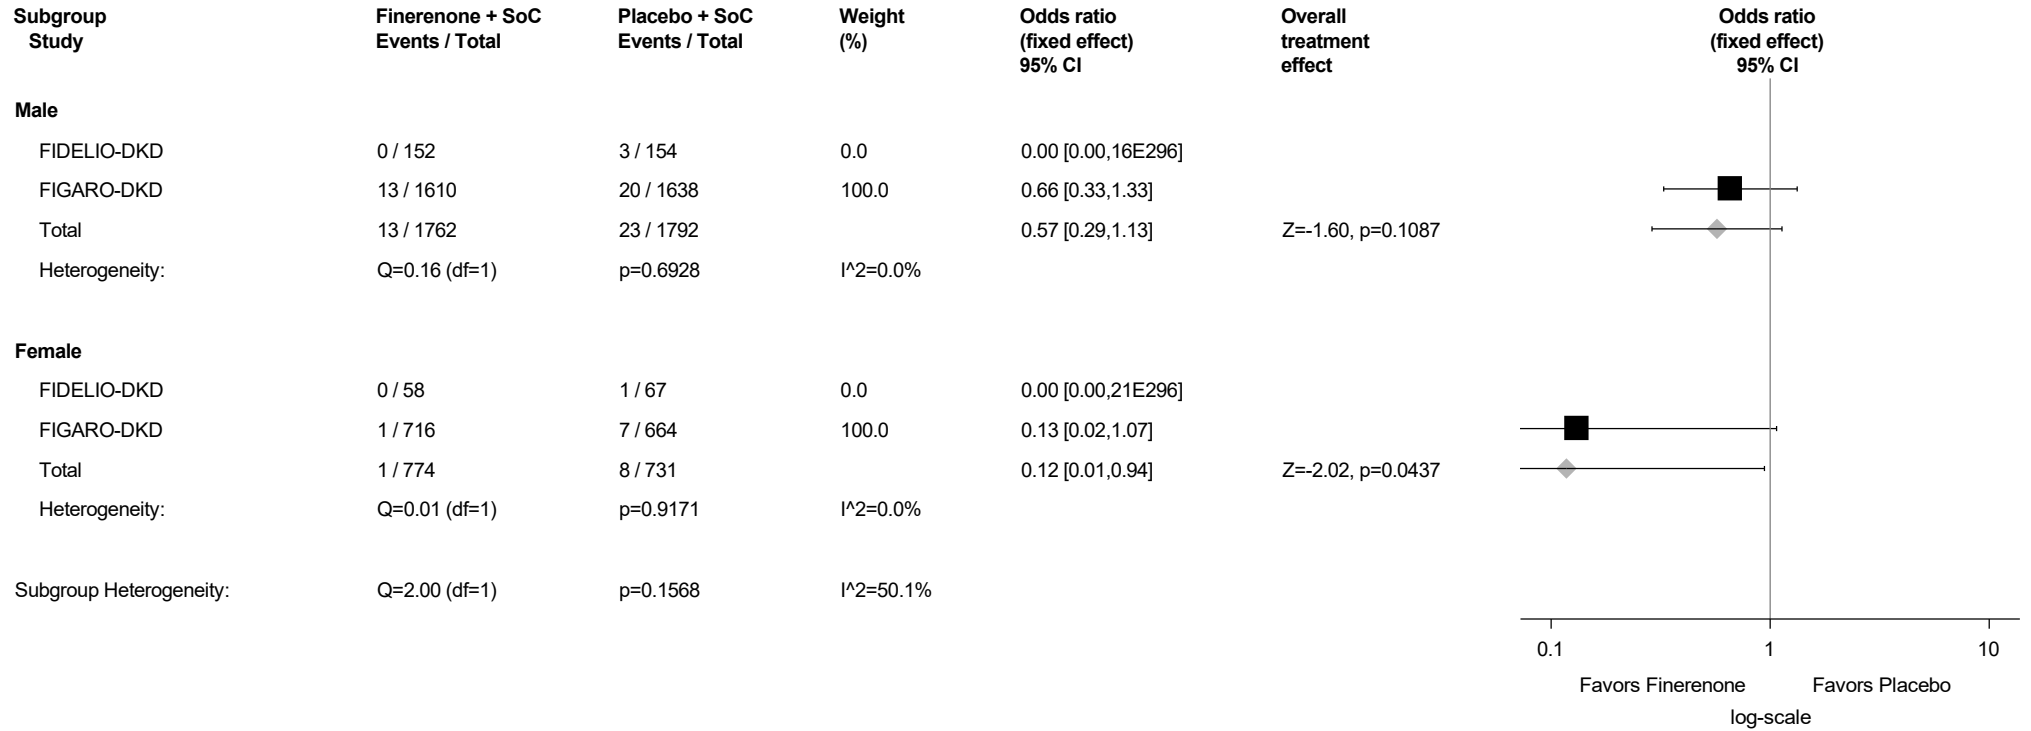 Subgroup Finerenone + SoC Placebo + SoC Weight Odds ratio Overall Odds ratio
Study Events / Total Events / Total (%) (fixed effect) treatment (fixed effect)
95% CI effect 95% CI
Male
FIDELIO-DKD 0 / 152 3 / 154 0.0 0.00 [0.00,16E296]
FIGARO-DKD 13 / 1610 20 / 1638 100.0 0.66 [0.33,1.33]
Total 13 / 1762 23 / 1792 0.57 [0.29,1.13] Z=-1.60, p=0.1087
Heterogeneity: Q=0.16 (df=1) p=0.6928 I^2=0.0%
Female
FIDELIO-DKD 0 / 58 1 / 67 0.0 0.00 [0.00,21E296]
FIGARO-DKD 1 / 716 7 / 664 100.0 0.13 [0.02,1.07]
Total 1 / 774 8 / 731 0.12 [0.01,0.94] Z=-2.02, p=0.0437
Heterogeneity: Q=0.01 (df=1) p=0.9171 I^2=0.0%
Subgroup Heterogeneity: Q=2.00 (df=1) p=0.1568 I^2=50.1%
0.1 1 10
Favors Finerenone Favors Placebo
log-scale